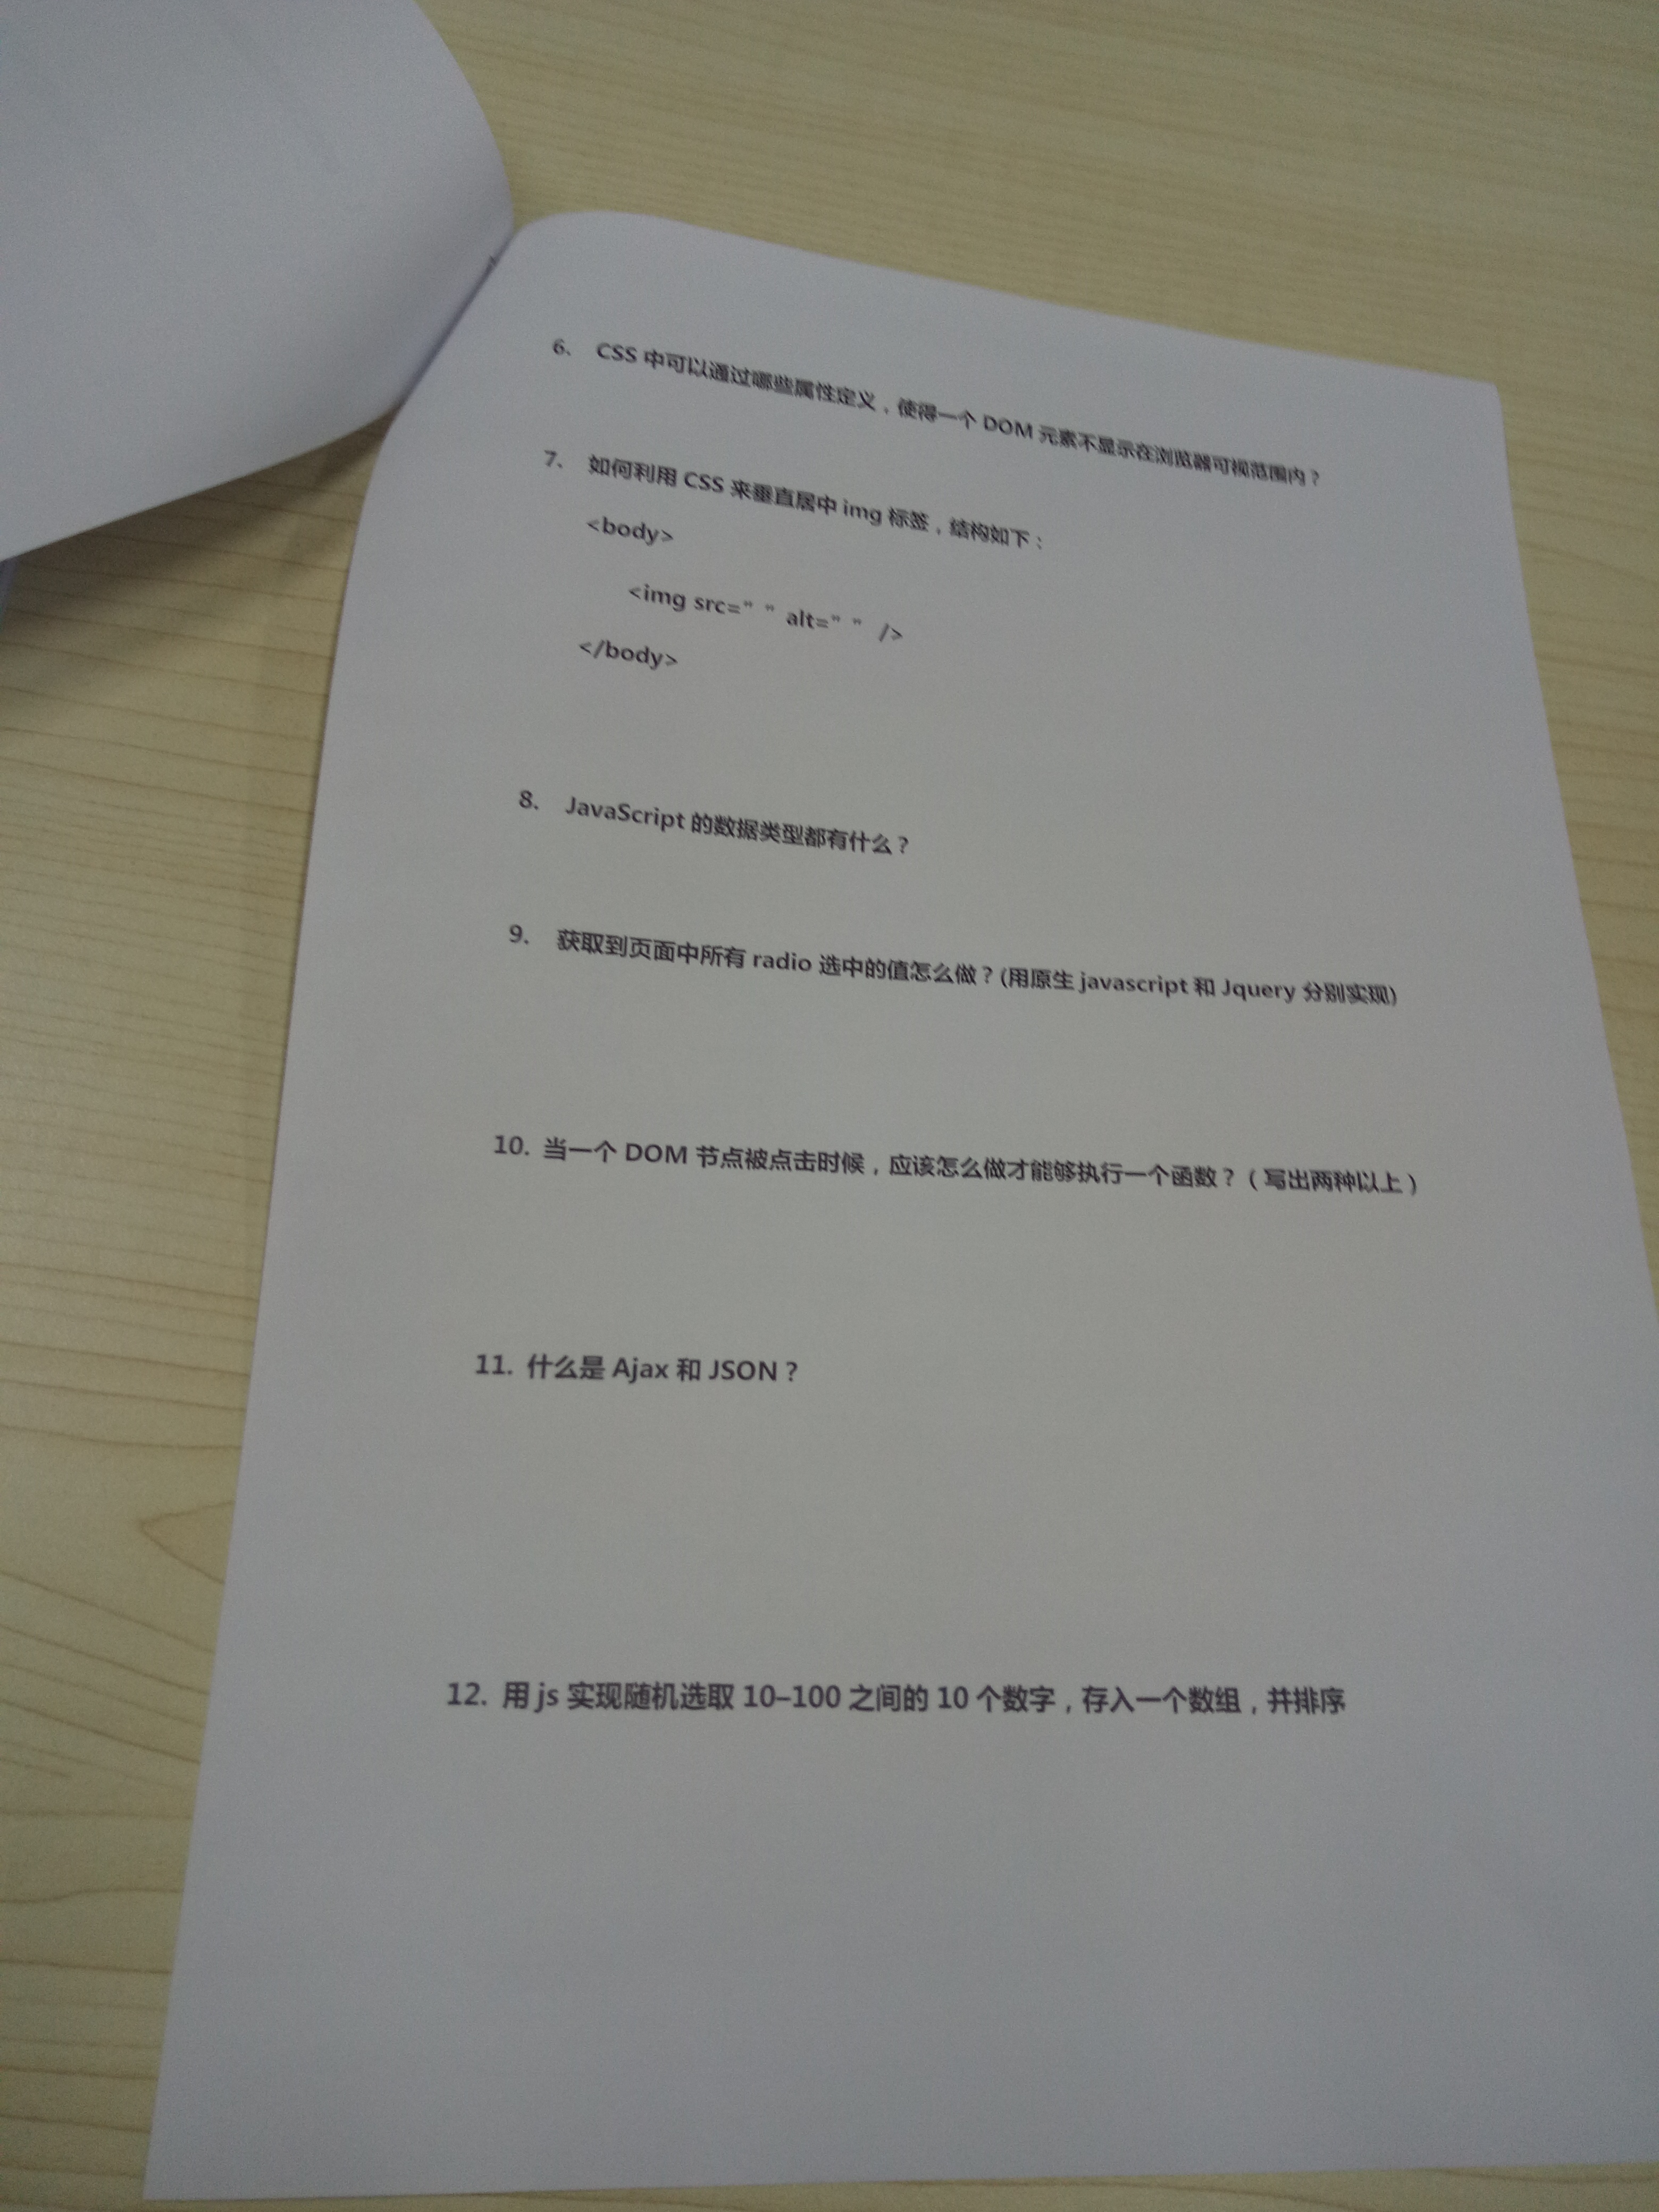 6. CSS 中可以通过哪些属性定义，使得一个 DOM 元素不显示在浏览器可视范围内？
7. 如何利用 CSS 来垂直居中 img 标签，结构如下：
<body>
<img src=” ” alt=” ” />
</body>
8. JavaScript 的数据类型都有什么？
9. 获取到页面中所有 radio 选中的值怎么做？(用原生 javascript 和 Jquery 分别实现)
10. 当一个 DOM 节点被点击时候，应该怎么做才能够执行一个函数？（写出两种以上）
11. 什么是 Ajax 和 JSON？
12. 用 js 实现随机选取 10–100 之间的 10 个数字，存入一个数组，并排序